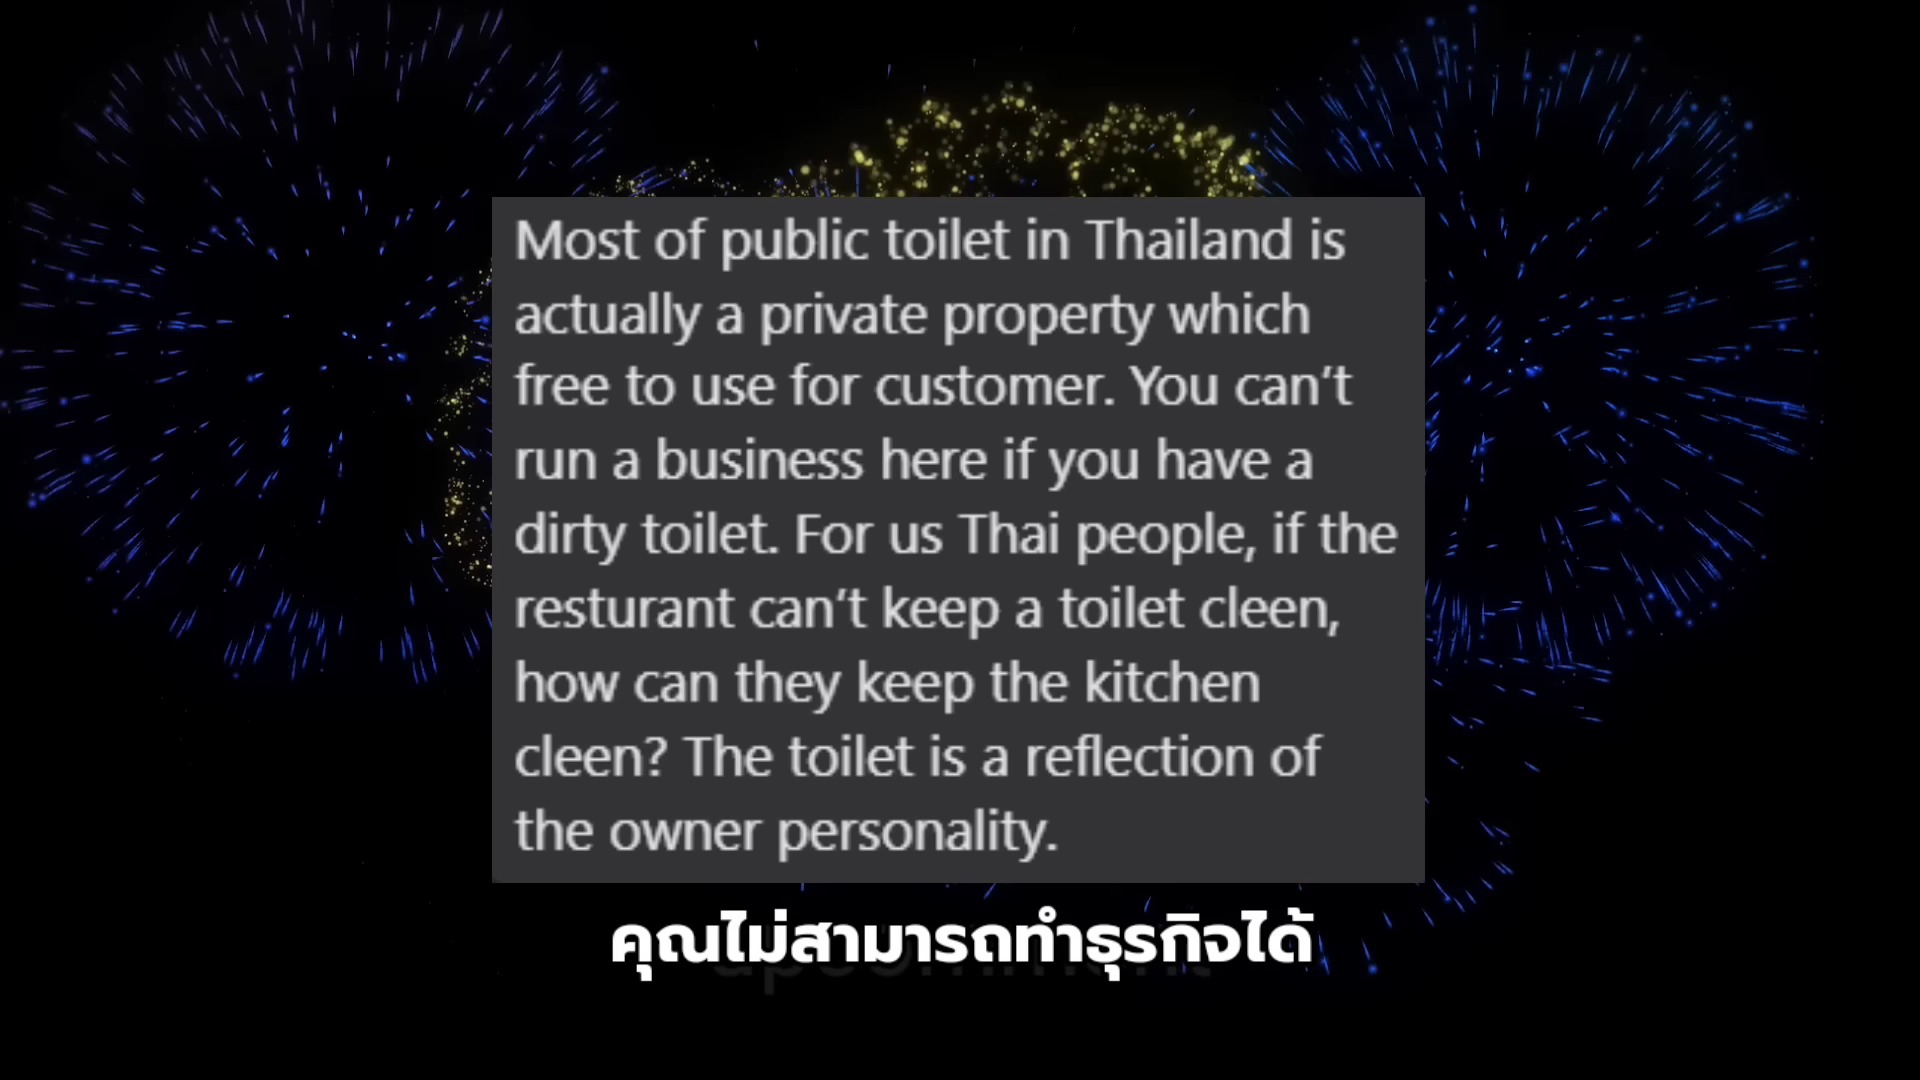 Most of public toilet in Thailand is
actually a private property which
free to use for customer. You can’t
run a business here if you have a
dirty toilet. For us Thai people, if the
resturant can’t keep a toilet cleen,
how can they keep the kitchen
cleen? The toilet is a reflection of
the owner personality.
คุณไม่สามารถทำธุรกิจได้